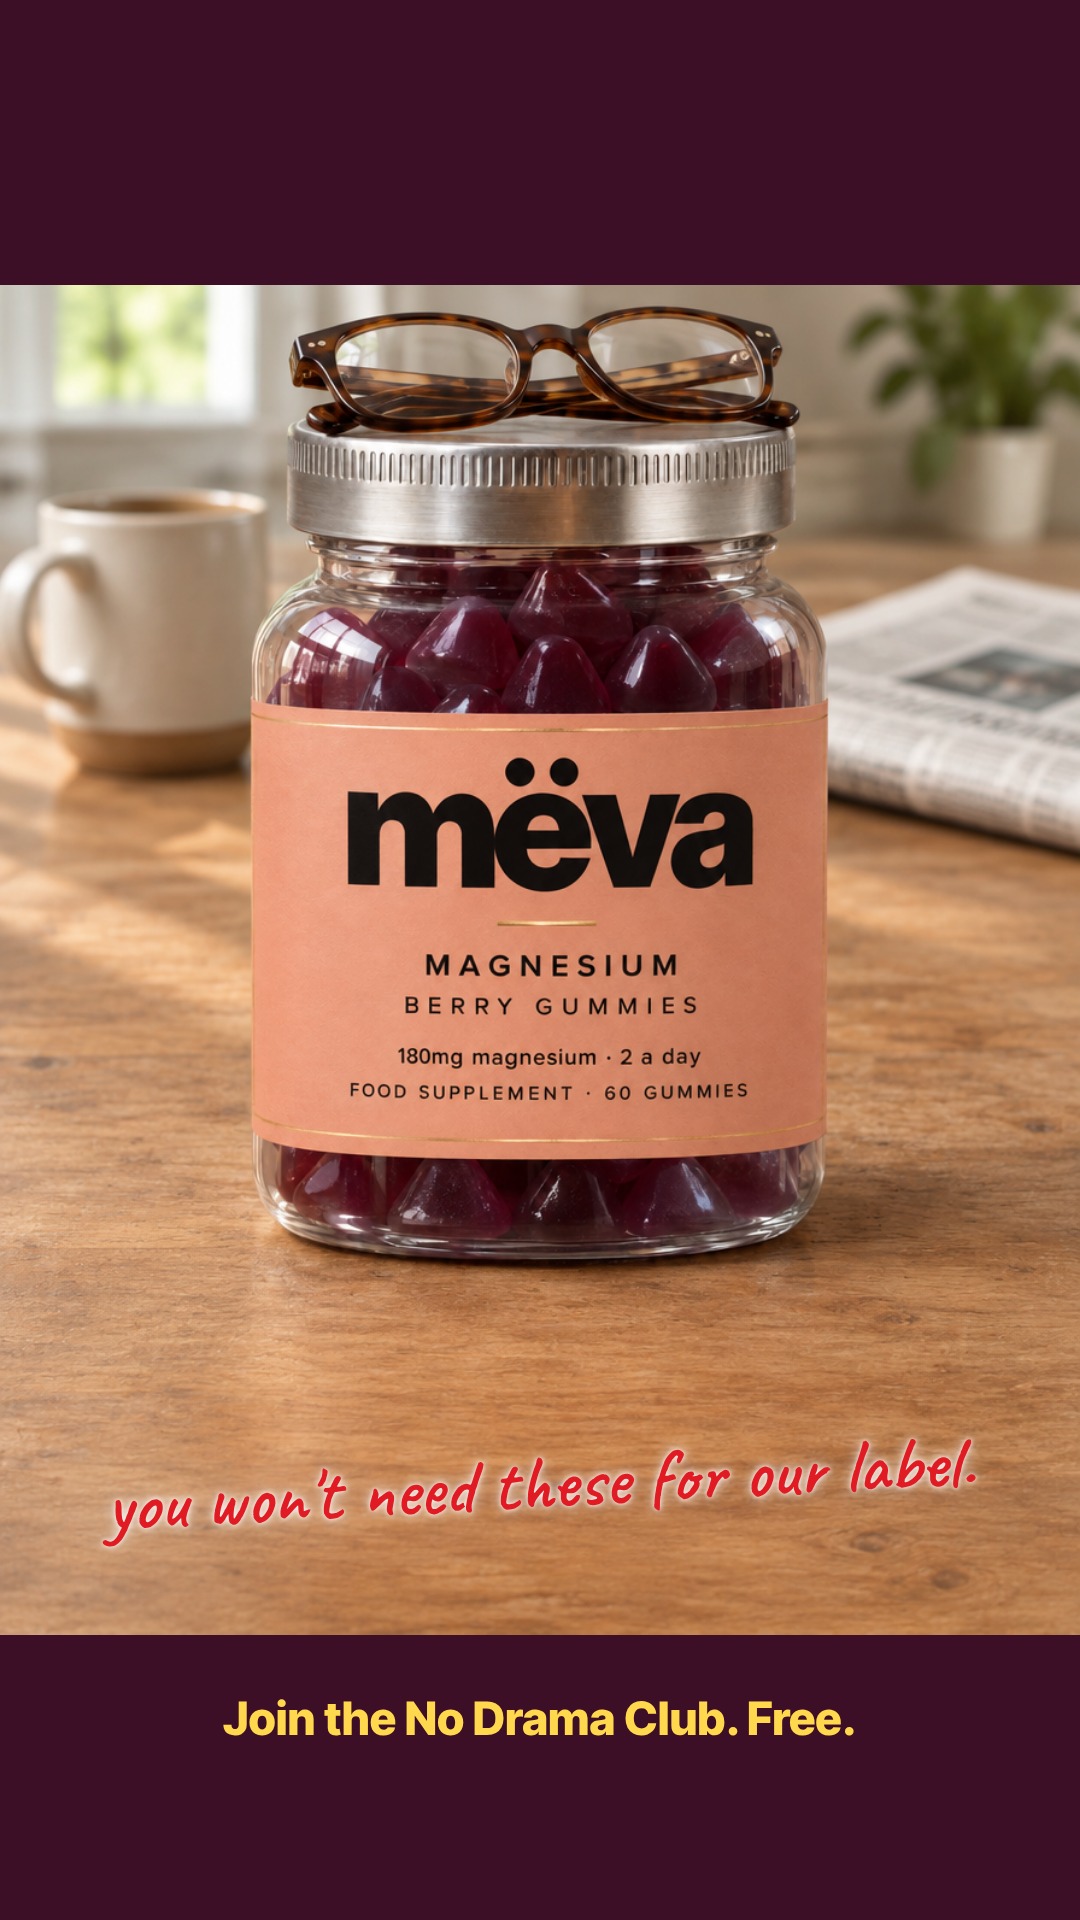 mëva
MAGNESIUM
BERRY GUMMIES
180mg magnesium · 2 a day
FOOD SUPPLEMENT · 60 GUMMIES
you won't need these for our label.
Join the No Drama Club. Free.